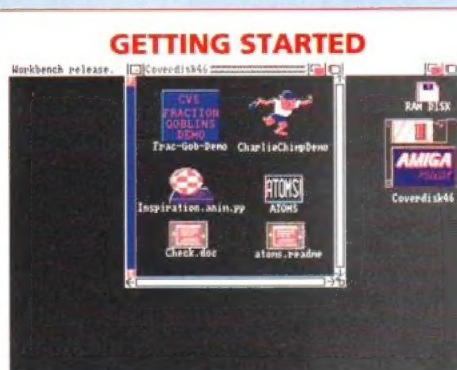 GETTING STARTED
Workbench release.
Coverdisk46
CVS
FRACTION
GOBLINS
DEMO
Frac-Gob-Demo
CharlieChimpDemo
RAM DISK
AMIGA
Coverdisk46
ATOMS
Inspiration.anim.pp
ATOMS
Check.doc
atoms.readme